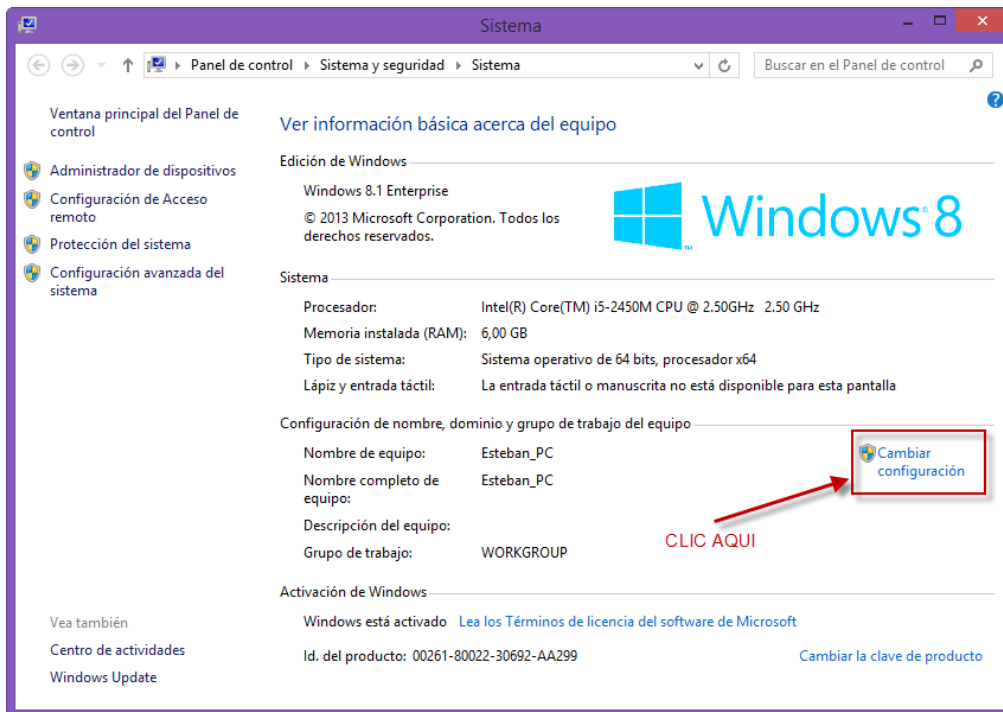 Sistema
Panel de control Sistema y seguridad Sistema
Buscar en el Panel de control
Ventana principal del Panel de
control
Administrador de dispositivos
Configuración de Acceso
remoto
Protección del sistema
Configuración avanzada del
sistema
Vea también
Centro de actividades
Windows Update
Ver información básica acerca del equipo
Edición de Windows
Windows 8.1 Enterprise
© 2013 Microsoft Corporation. Todos los
derechos reservados.
Windows 8
Sistema
Procesador: Intel(R) Core(TM) i5-2450M CPU @ 2.50GHz 2.50 GHz
Memoria instalada (RAM): 6,00 GB
Tipo de sistema: Sistema operativo de 64 bits, procesador x64
Lápiz y entrada táctil: La entrada táctil o manuscrita no está disponible para esta pantalla
Configuración de nombre, dominio y grupo de trabajo del equipo
Nombre de equipo: Esteban_PC
Cambiar
configuración
Nombre completo de
equipo:
Esteban_PC
Descripción del equipo:
Grupo de trabajo: WORKGROUP
CLIC AQUI
Activación de Windows
Windows está activado Lea los Términos de licencia del software de Microsoft
Id. del producto: 00261-80022-30692-AA299
Cambiar la clave de producto